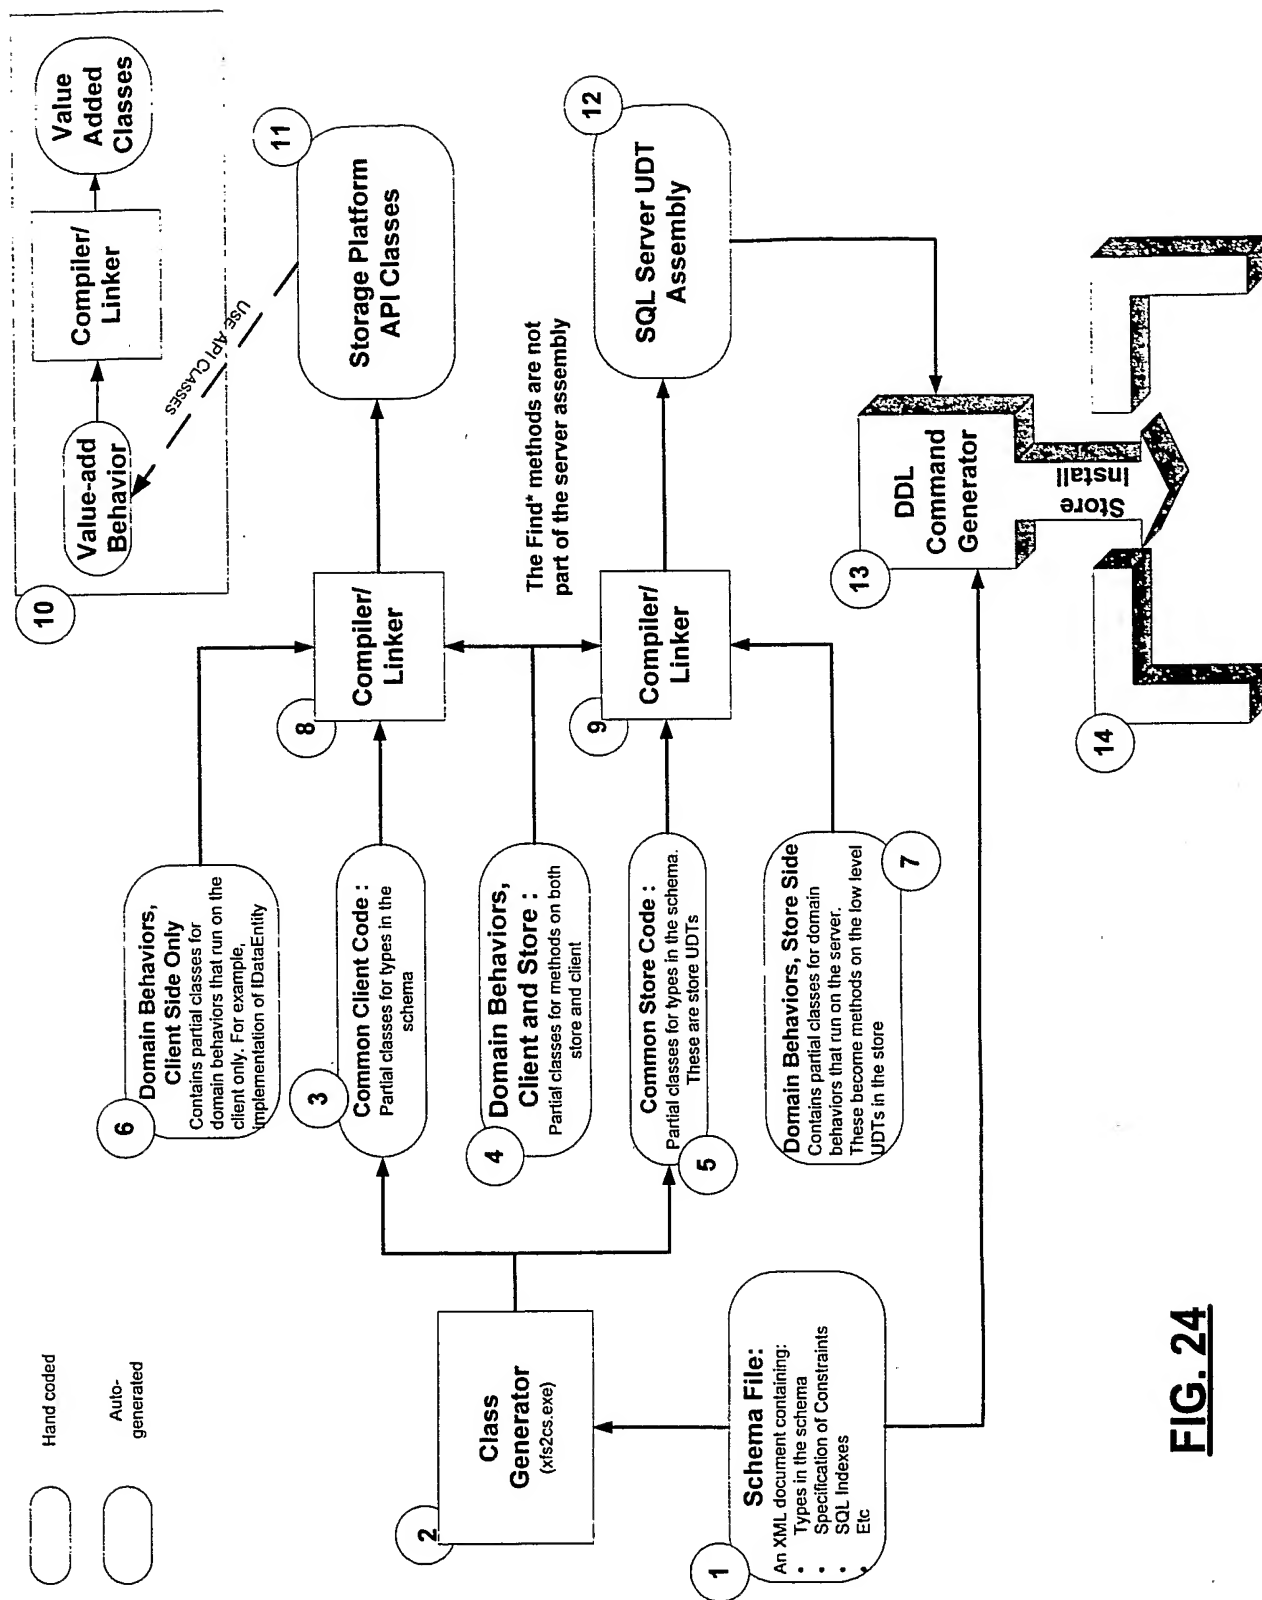 Hand coded
Auto-
generated
10
Value-add
Behavior
Compiler/
Linker
Value
Added
Classes
USE API CLASSES
6
Domain Behaviors,
Client Side Only
Contains partial classes for
domain behaviors that run on the
client only. For example,
implementation of IDataEntity
3
Common Client Code :
Partial classes for types in the
schema
8
Compiler/
Linker
11
Storage Platform
API Classes
2
Class
Generator
(xfs2cs.exe)
4
Domain Behaviors,
Client and Store :
Partial classes for methods on both
store and client
The Find* methods are not
part of the server assembly
5
Common Store Code :
Partial classes for types in the schema.
These are store UDTs
9
Compiler/
Linker
12
SQL Server UDT
Assembly
1
Schema File:
An XML document containing:
• Types in the schema
• Specification of Constraints
• SQL Indexes
• Etc
7
Domain Behaviors, Store Side
Contains partial classes for domain
behaviors that run on the server.
These become methods on the low level
UDTs in the store
13
DDL
Command
Generator
Store
Install
14
FIG. 24